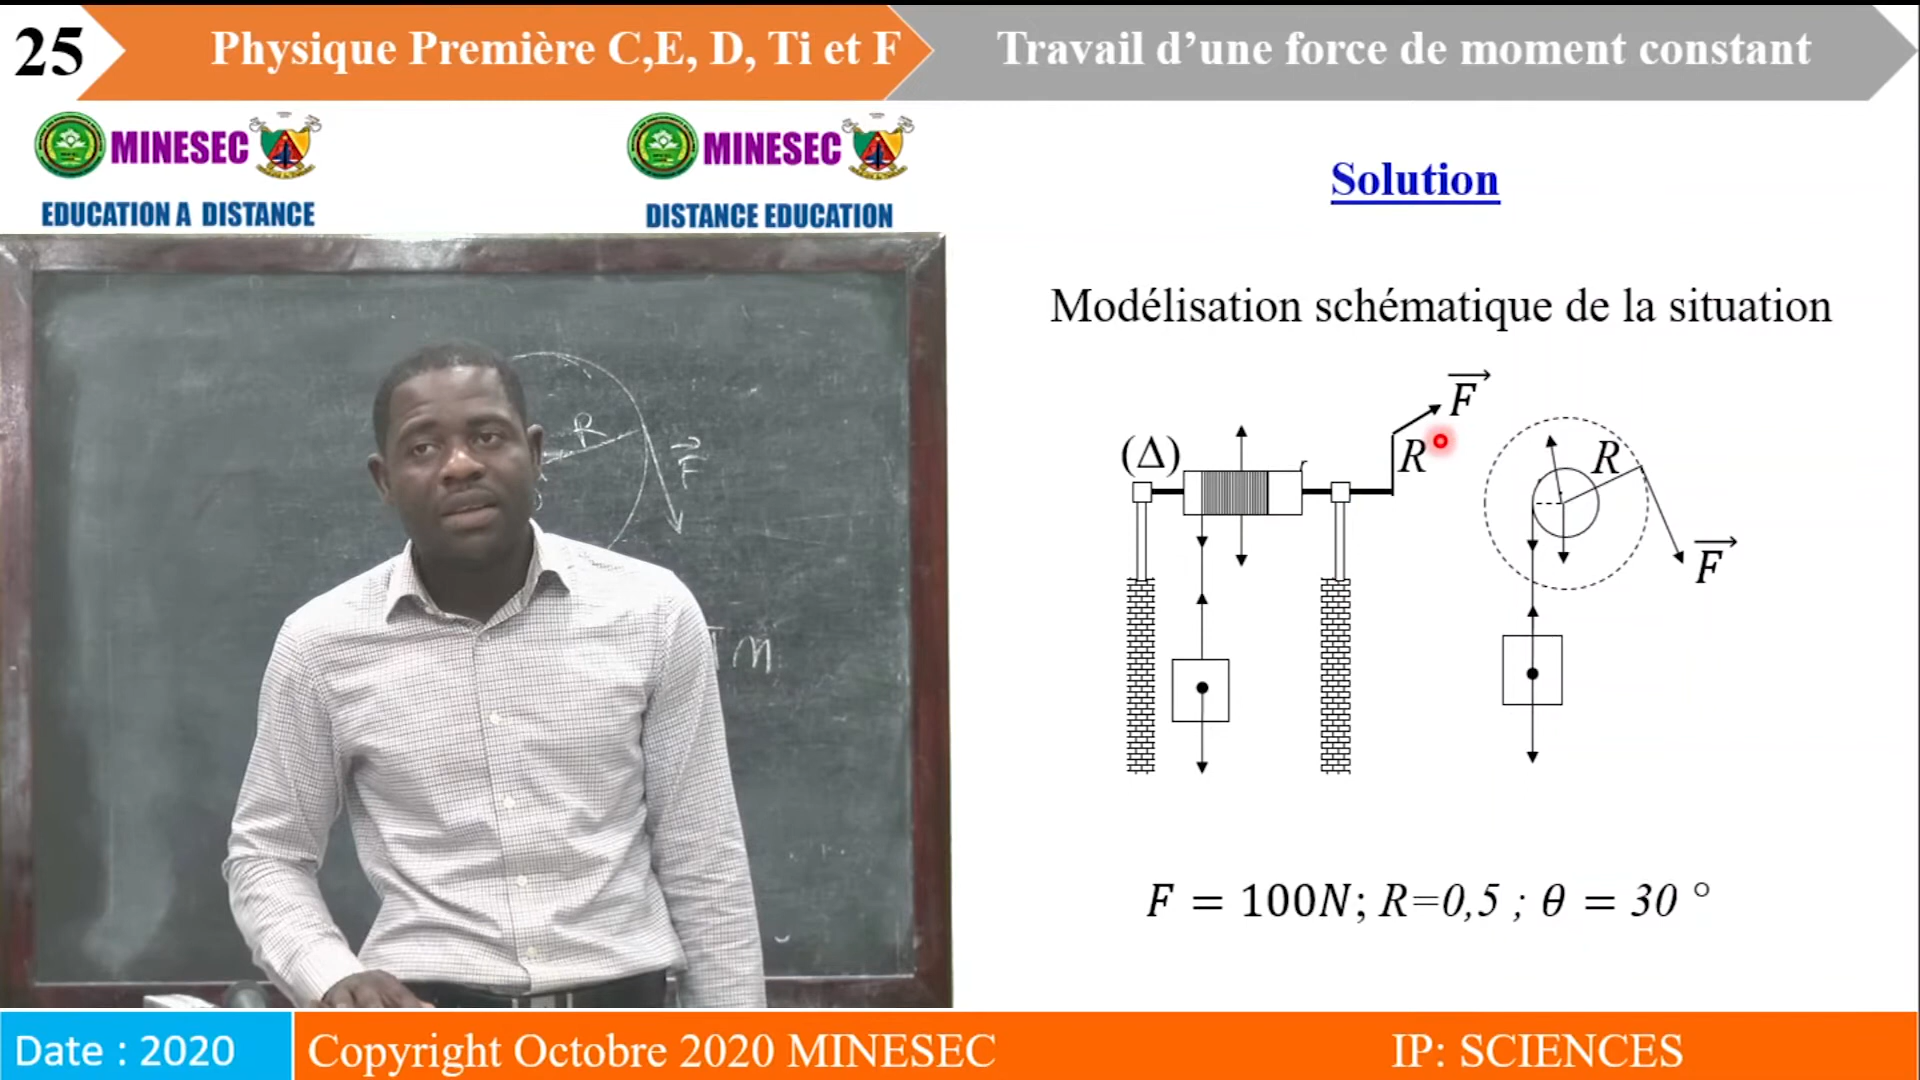 25
Physique Première C,E, D, Ti et F
Travail d’une force de moment constant
MINESEC
EDUCATION A DISTANCE
MINESEC
DISTANCE EDUCATION
Solution
Modélisation schématique de la situation
F
(Δ)
R
r
R
F
R
F
M
F = 100N; R=0,5 ; θ = 30 °
Date : 2020
Copyright Octobre 2020 MINESEC
IP: SCIENCES